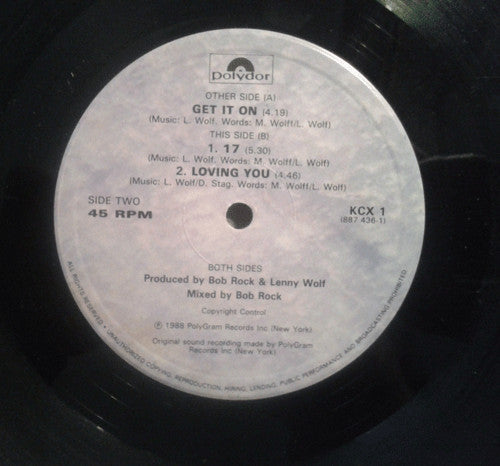 polydor
OTHER SIDE (A)
GET IT ON (4.19)
(Music: L. Wolf. Words: M. Wolff/L. Wolf)
THIS SIDE (B)
1. 17 (5.30)
(Music: L. Wolf. Words: M. Wolff/L. Wolf)
2. LOVING YOU (4.46)
(Music: L. Wolf/D. Stag. Words: M. Wolff/L. Wolf)
SIDE TWO
45 RPM
KCX 1
(887 436-1)
BOTH SIDES
Produced by Bob Rock & Lenny Wolf
Mixed by Bob Rock
Copyright Control
℗ 1988 PolyGram Records Inc (New York)
Original sound recording made by PolyGram
Records Inc (New York)
ALL RIGHTS RESERVED • UNAUTHORIZED COPYING, REPRODUCTION, HIRING, LENDING, PUBLIC PERFORMANCE AND BROADCASTING PROHIBITED